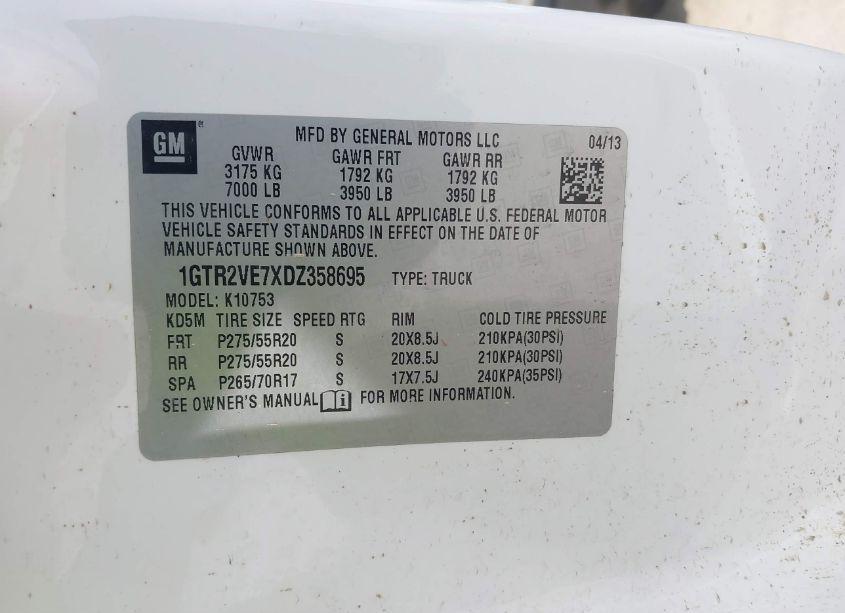 GM
MFD BY GENERAL MOTORS LLC 04/13
GVWR GAWR FRT GAWR RR
3175 KG 1792 KG 1792 KG
7000 LB 3950 LB 3950 LB
THIS VEHICLE CONFORMS TO ALL APPLICABLE U.S. FEDERAL MOTOR
VEHICLE SAFETY STANDARDS IN EFFECT ON THE DATE OF
MANUFACTURE SHOWN ABOVE.
1GTR2VE7XDZ358695 TYPE: TRUCK
MODEL: K10753
KD5M TIRE SIZE SPEED RTG RIM COLD TIRE PRESSURE
FRT P275/55R20 S 20X8.5J 210KPA(30PSI)
RR P275/55R20 S 20X8.5J 210KPA(30PSI)
SPA P265/70R17 S 17X7.5J 240KPA(35PSI)
SEE OWNER'S MANUAL i FOR MORE INFORMATION.